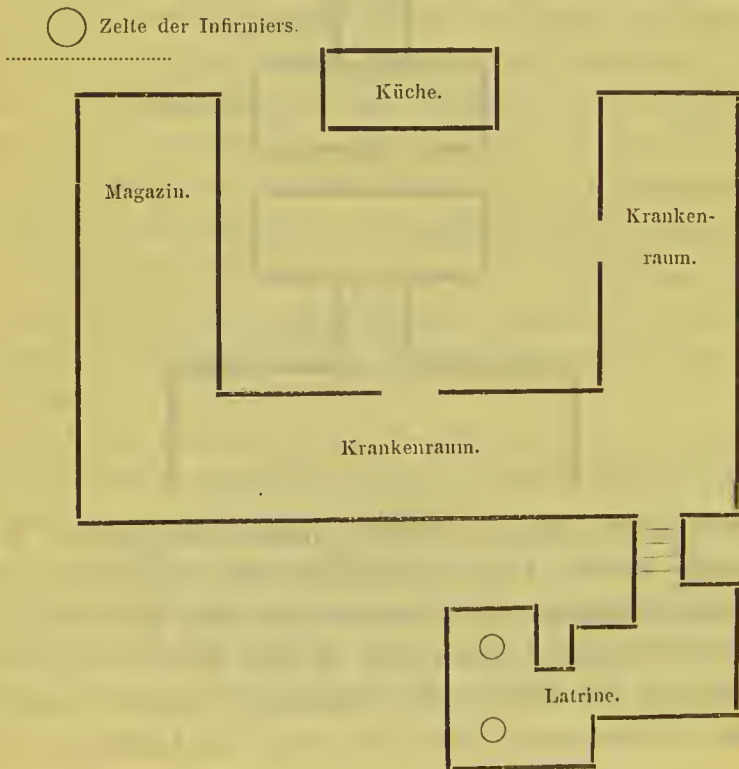 Zelte der Infirmiers.
Küche.
Magazin.
Kranken-
raum.
Krankenraum.
Latrine.